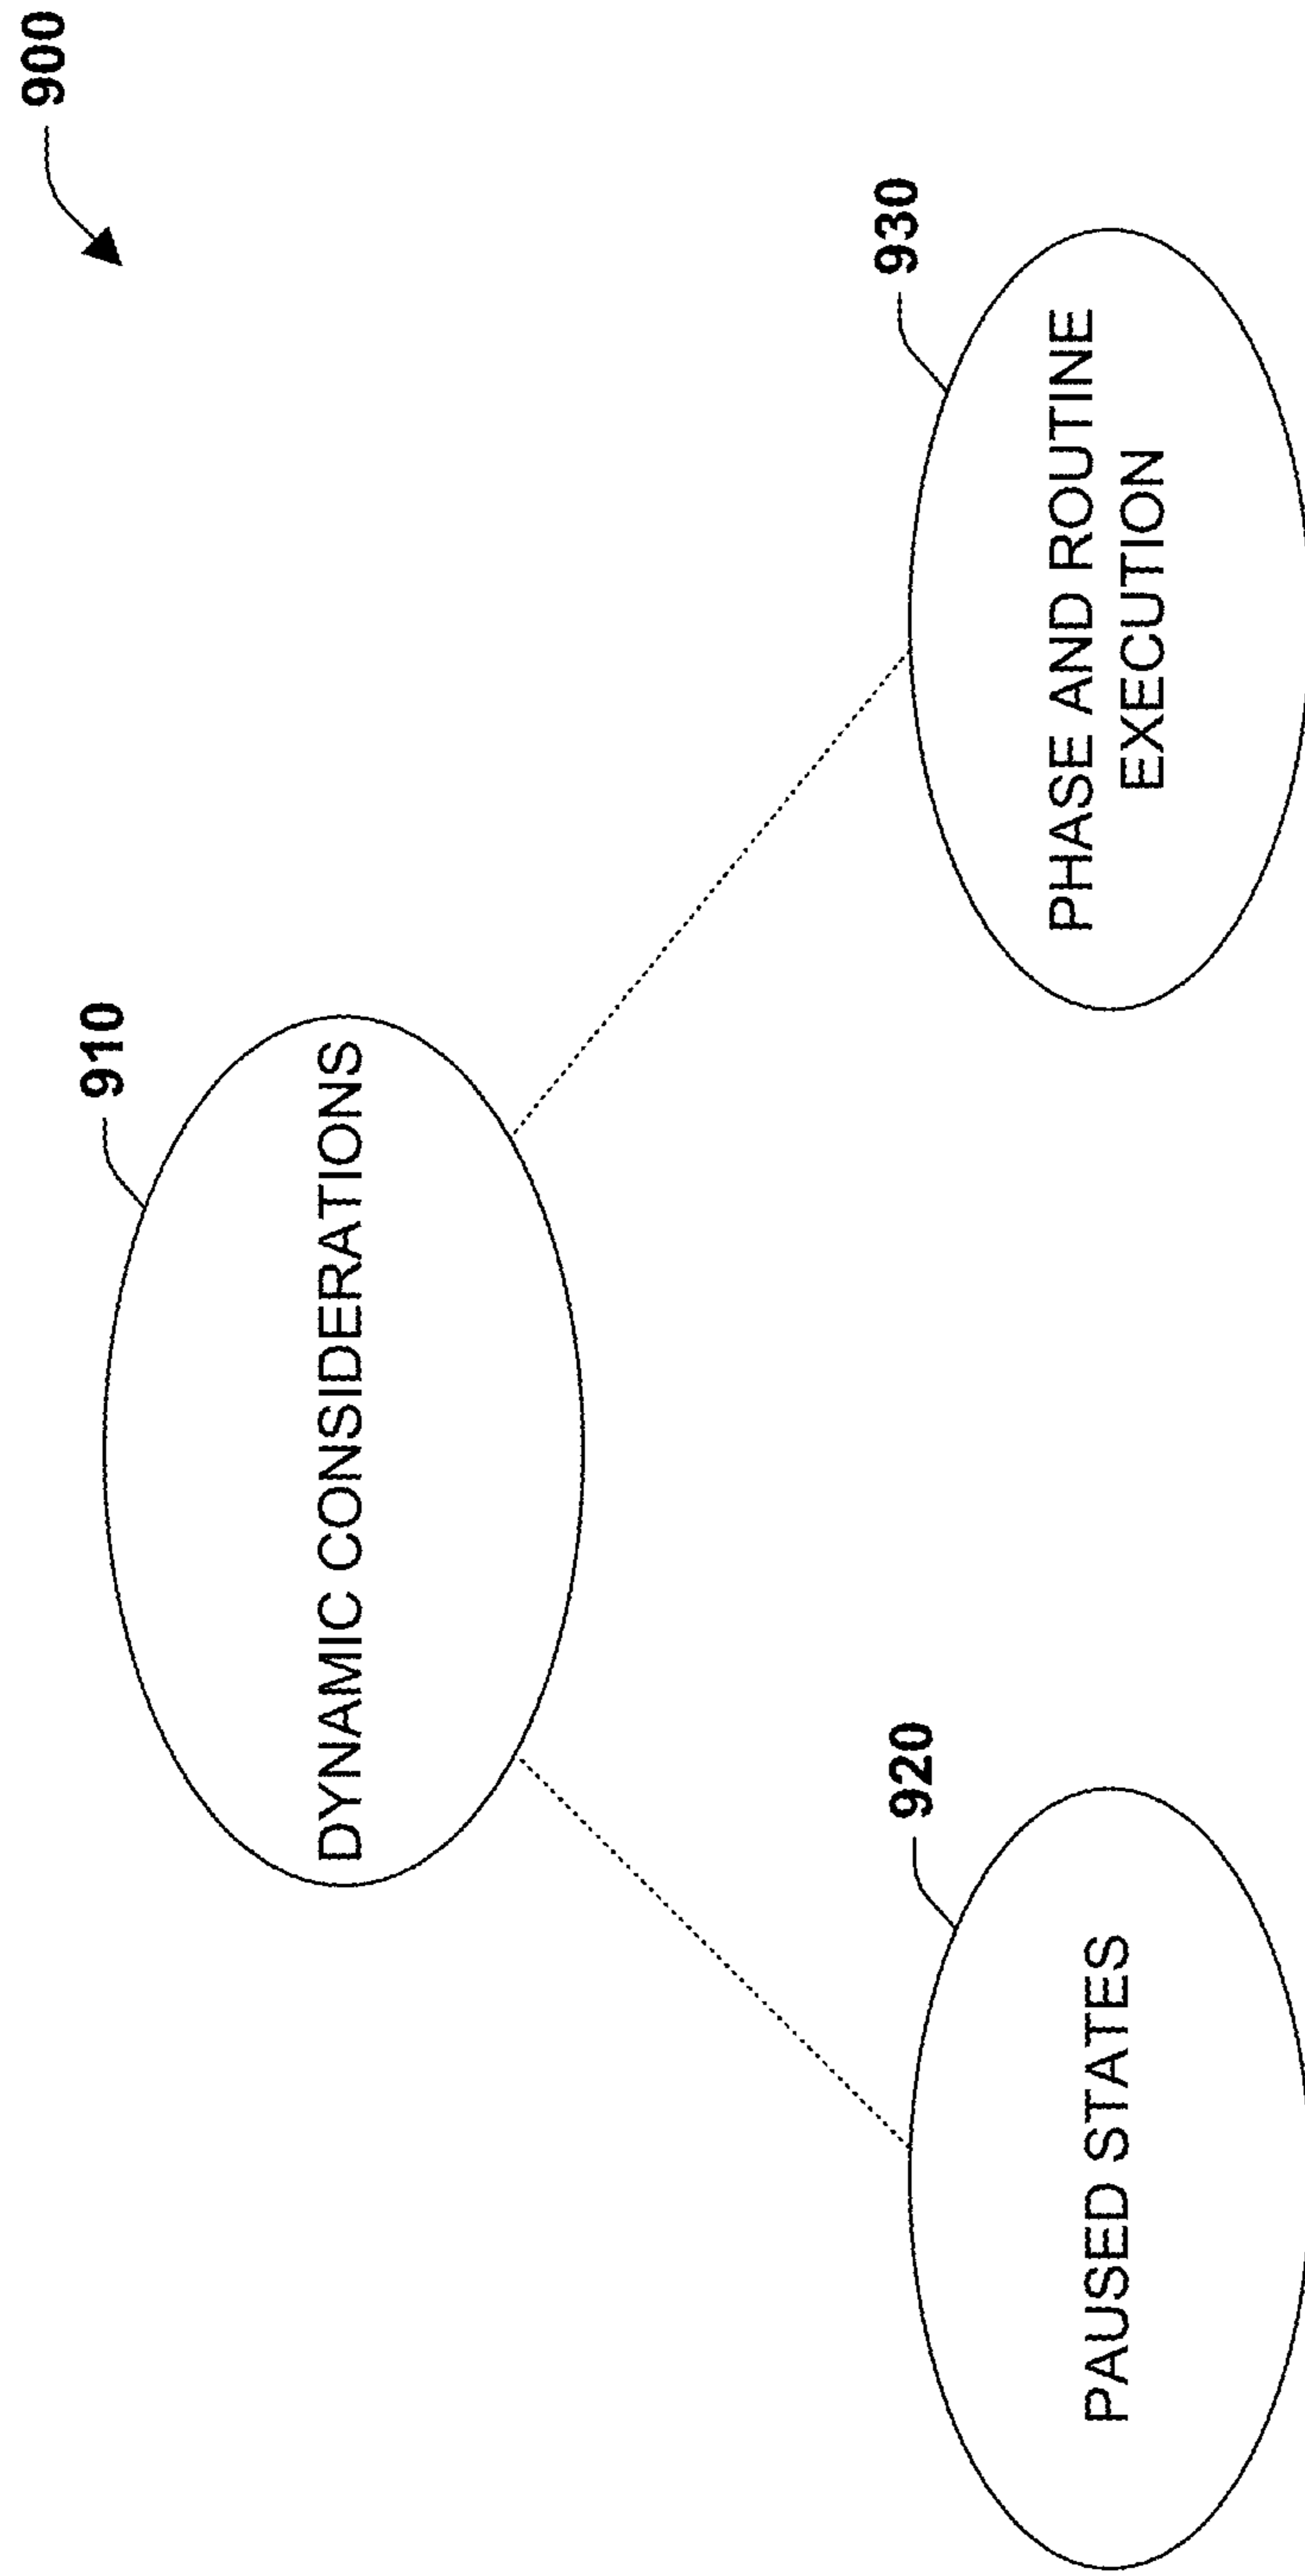 900
910
DYNAMIC CONSIDERATIONS
920
PAUSED STATES
930
PHASE AND ROUTINE
EXECUTION